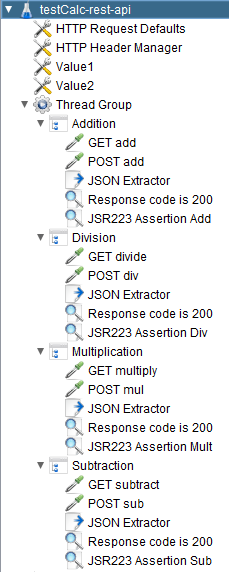 testCalc-rest-api
HTTP Request Defaults
HTTP Header Manager
Value1
Value2
Thread Group
Addition
GET add
POST add
JSON Extractor
Response code is 200
JSR223 Assertion Add
Division
GET divide
POST div
JSON Extractor
Response code is 200
JSR223 Assertion Div
Multiplication
GET multiply
POST mul
JSON Extractor
Response code is 200
JSR223 Assertion Mult
Subtraction
GET subtract
POST sub
JSON Extractor
Response code is 200
JSR223 Assertion Sub